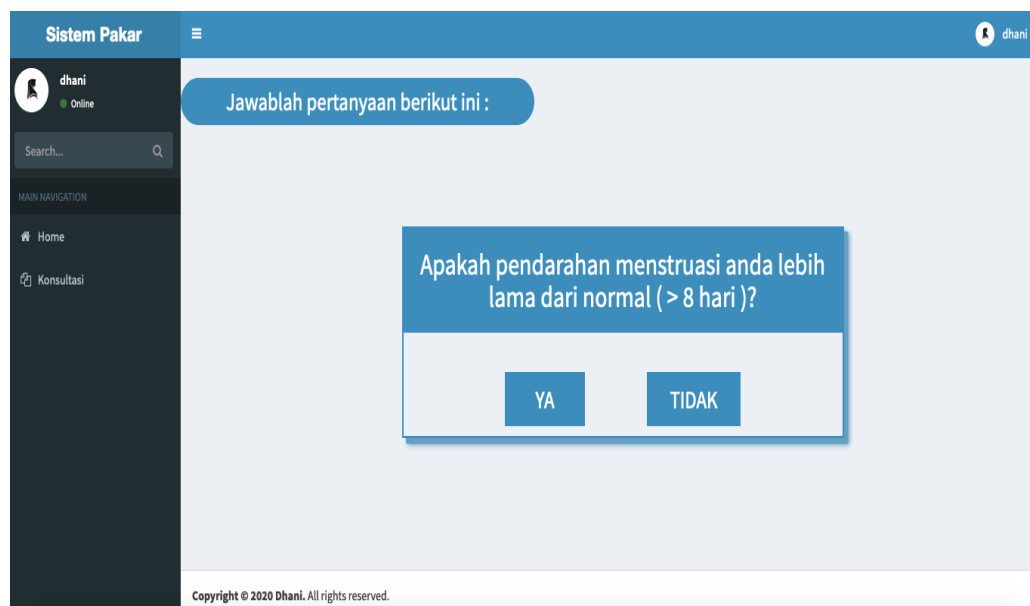 Sistem Pakar
dhani
dhani
Online
Search...
MAIN NAVIGATION
Home
Konsultasi
Jawablah pertanyaan berikut ini :
Apakah pendarahan menstruasi anda lebih
lama dari normal ( > 8 hari )?
YA
TIDAK
Copyright © 2020 Dhani. All rights reserved.